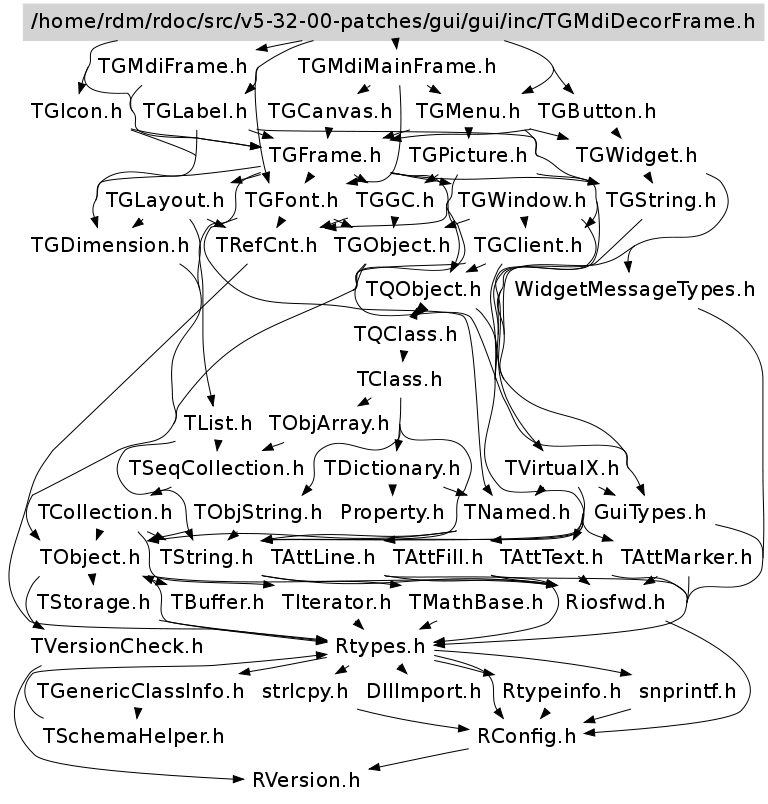 /home/rdm/rdoc/src/v5-32-00-patches/gui/gui/inc/TGMdiDecorFrame.h
TGMdiFrame.h TGMdiMainFrame.h
TGIcon.h TGLabel.h TGCanvas.h TGMenu.h TGButton.h
TGFrame.h TGPicture.h TGWidget.h
TGLayout.h TGFont.h TGGC.h TGWindow.h TGString.h
TGDimension.h TRefCnt.h TGObject.h TGClient.h
TQObject.h WidgetMessageTypes.h
TQClass.h
TClass.h
TList.h TObjArray.h
TSeqCollection.h TDictionary.h TVirtualX.h
TCollection.h TObjString.h Property.h TNamed.h GuiTypes.h
TObject.h TString.h TAttLine.h TAttFill.h TAttText.h TAttMarker.h
TStorage.h TBuffer.h TIterator.h TMathBase.h Riosfwd.h
TVersionCheck.h Rtypes.h
TGenericClassInfo.h strlcpy.h DllImport.h Rtypeinfo.h snprintf.h
TSchemaHelper.h RConfig.h
RVersion.h